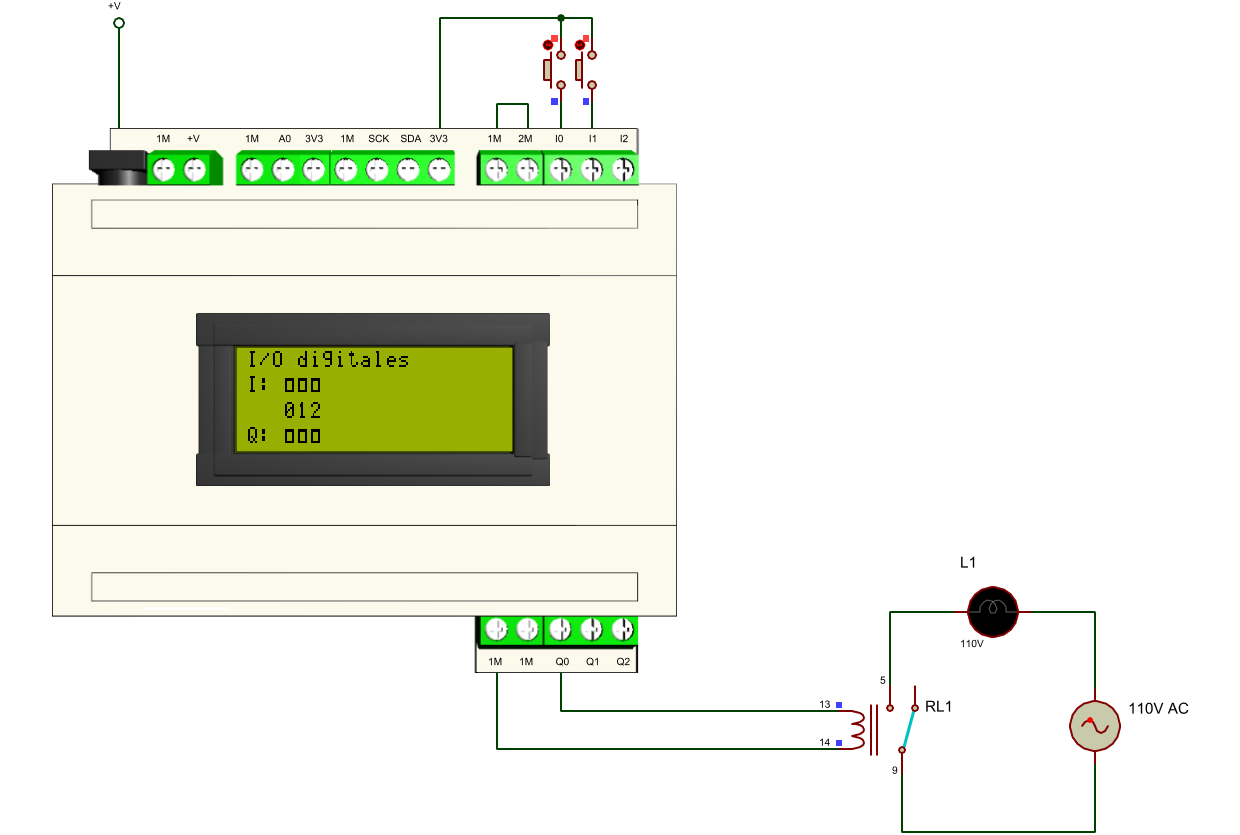 +V
1M +V 1M A0 3V3 1M SCK SDA 3V3 1M 2M I0 I1 I2
I/O digitales
I: 000
012
Q: 000
1M 1M Q0 Q1 Q2
L1
110V
5
13
RL1
110V AC
14
9